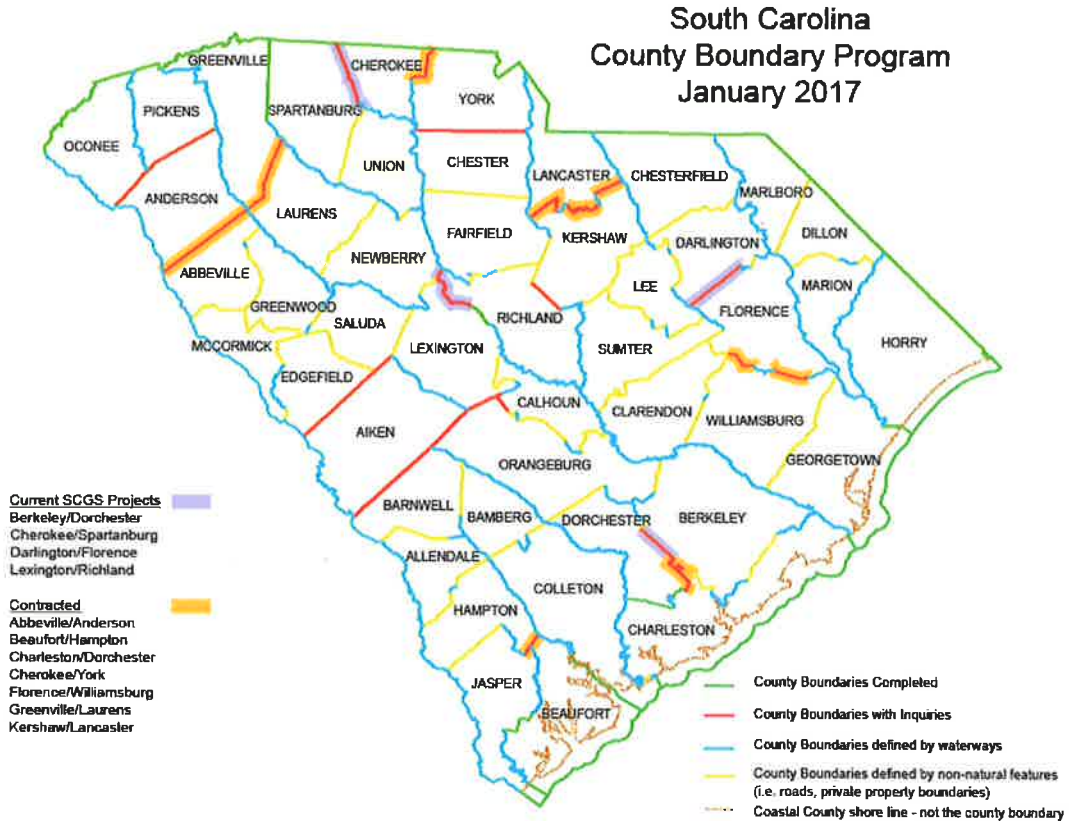 South Carolina
County Boundary Program
January 2017
GREENVILLE
CHEROKEE
PICKENS
SPARTANBURG
YORK
OCONEE
UNION
CHESTER
LANCASTER
CHESTERFIELD
MARLBORO
ANDERSON
LAURENS
FAIRFIELD
KERSHAW
DARLINGTON
DILLON
NEWBERRY
ABBEVILLE
LEE
MARION
GREENWOOD
SALUDA
RICHLAND
FLORENCE
MCCORMICK
LEXINGTON
SUMTER
HORRY
EDGEFIELD
CALHOUN
CLARENDON
WILLIAMSBURG
AIKEN
ORANGEBURG
GEORGETOWN
BARNWELL
BAMBERG
DORCHESTER
BERKELEY
ALLENDALE
COLLETON
HAMPTON
CHARLESTON
JASPER
BEAUFORT
Current SCGS Projects
Berkeley/Dorchester
Cherokee/Spartanburg
Darlington/Florence
Lexington/Richland
Contracted
Abbeville/Anderson
Beaufort/Hampton
Charleston/Dorchester
Cherokee/York
Florence/Williamsburg
Greenville/Laurens
Kershaw/Lancaster
County Boundaries Completed
County Boundaries with Inquiries
County Boundaries defined by waterways
County Boundaries defined by non-natural features
(i.e. roads, private property boundaries)
Coastal County shore line - not the county boundary